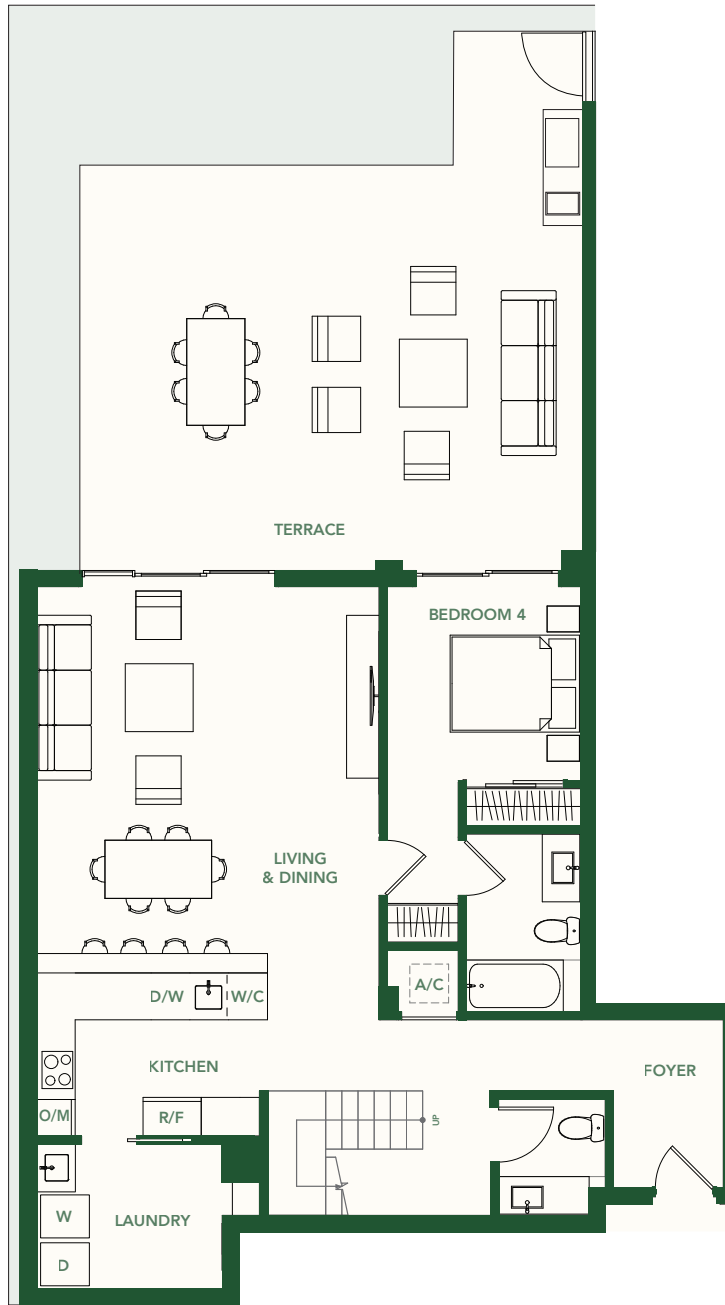 TERRACE
BEDROOM 4
LIVING
& DINING
A/C
D/W
W/C
KITCHEN
FOYER
O/M
R/F
UP
W
LAUNDRY
D